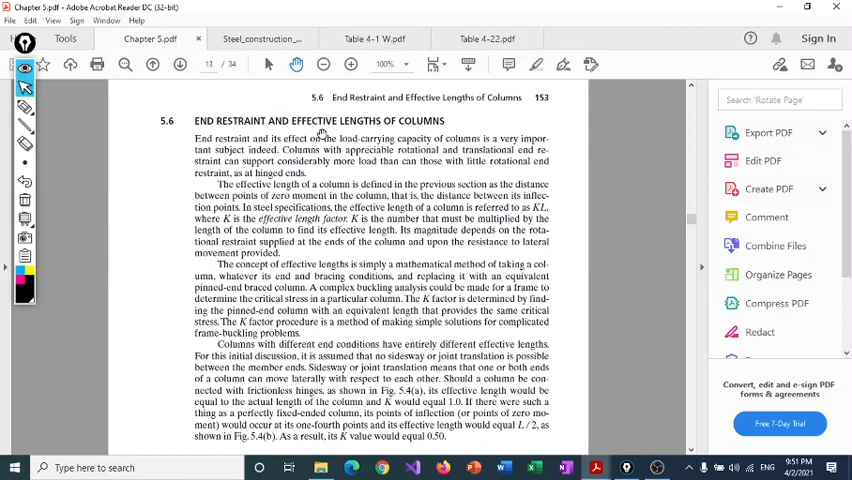 Chapter 5.pdf - Adobe Acrobat Reader DC (32-bit)
File Edit View Sign Window Help
Tools
Chapter 5.pdf
Steel_construction_...
Table 4-1 W.pdf
Table 4-22.pdf
Sign In
13 / 34
100%
5.6 End Restraint and Effective Lengths of Columns 153
5.6 END RESTRAINT AND EFFECTIVE LENGTHS OF COLUMNS
End restraint and its effect on the load-carrying capacity of columns is a very impor-
tant subject indeed. Columns with appreciable rotational and translational end re-
straint can support considerably more load than can those with little rotational end
restraint, as at hinged ends.
The effective length of a column is defined in the previous section as the distance
between points of zero moment in the column, that is, the distance between its inflec-
tion points. In steel specifications, the effective length of a column is referred to as KL,
where K is the effective length factor. K is the number that must be multiplied by the
length of the column to find its effective length. Its magnitude depends on the rota-
tional restraint supplied at the ends of the column and upon the resistance to lateral
movement provided.
The concept of effective lengths is simply a mathematical method of taking a col-
umn, whatever its end and bracing conditions, and replacing it with an equivalent
pinned-end braced column. A complex buckling analysis could be made for a frame to
determine the critical stress in a particular column. The K factor is determined by find-
ing the pinned-end column with an equivalent length that provides the same critical
stress. The K factor procedure is a method of making simple solutions for complicated
frame-buckling problems.
Columns with different end conditions have entirely different effective lengths.
For this initial discussion, it is assumed that no sidesway or joint translation is possible
between the member ends. Sidesway or joint translation means that one or both ends
of a column can move laterally with respect to each other. Should a column be con-
nected with frictionless hinges, as shown in Fig. 5.4(a), its effective length would be
equal to the actual length of the column and K would equal 1.0. If there were such a
thing as a perfectly fixed-ended column, its points of inflection (or points of zero mo-
ment) would occur at its one-fourth points and its effective length would equal L/2, as
shown in Fig. 5.4(b). As a result, its K value would equal 0.50.
Search 'Rotate Page'
Export PDF
Edit PDF
Create PDF
Comment
Combine Files
Organize Pages
Compress PDF
Redact
Convert, edit and e-sign PDF
forms & agreements
Free 7-Day Trial
Type here to search
ENG
9:51 PM
4/2/2021